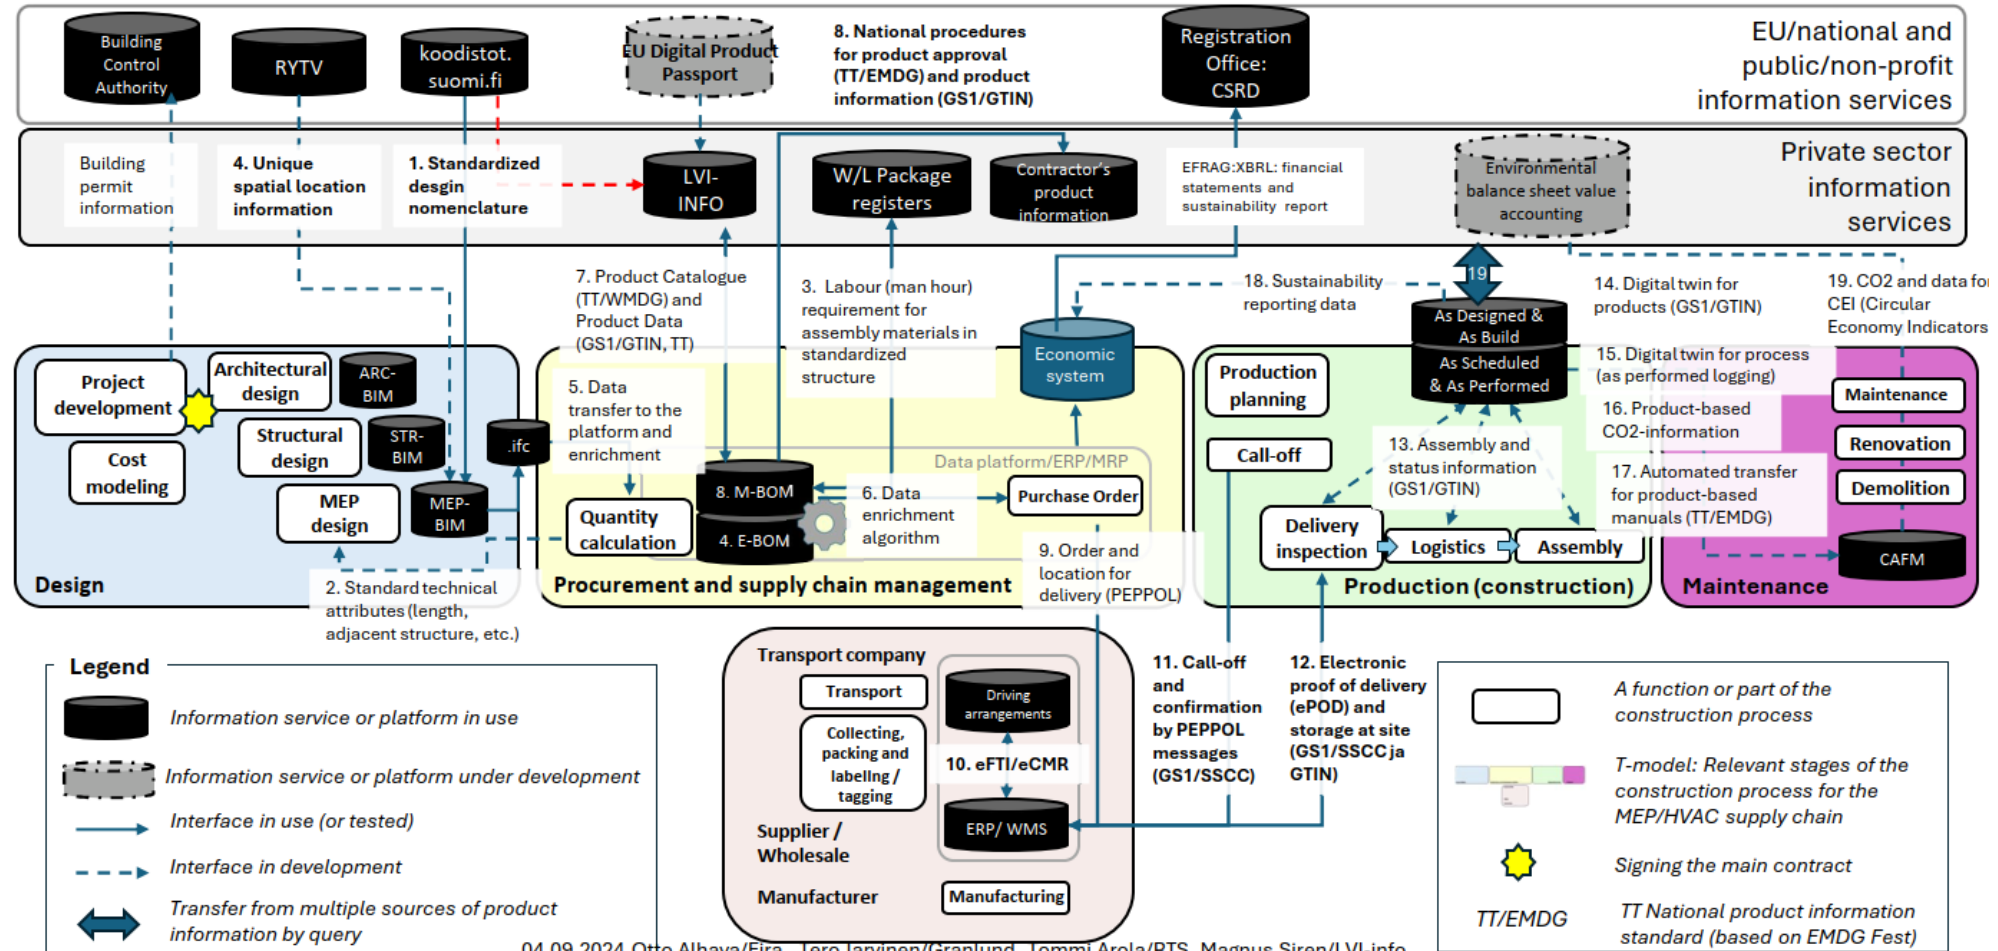 Building
Control
Authority
RYTV
koodistot.
suomi.fi
EU Digital Product
Passport
8. National procedures
for product approval
(TT/EMDG) and product
information (GS1/GTIN)
Registration
Office:
CSRD
EU/national and
public/non-profit
information services
Building
permit
information
4. Unique
spatial location
information
1. Standardized
desgin
nomenclature
LVI-
INFO
W/L Package
registers
Contractor's
product
information
EFRAG:XBRL: financial
statements and
sustainability report
Environmental
balance sheet value
accounting
Private sector
information
services
7. Product Catalogue
(TT/WMDG) and
Product Data
(GS1/GTIN, TT)
3. Labour (man hour)
requirement for
assembly materials in
standardized
structure
18. Sustainability
reporting data
19
14. Digital twin for
products (GS1/GTIN)
19. CO2 and data for
CEI (Circular
Economy Indicators
Project
development
Architectural
design
ARC-
BIM
Structural
design
STR-
BIM
Cost
modeling
MEP
design
MEP-
BIM
.ifc
Design
2. Standard technical
attributes (length,
adjacent structure, etc.)
5. Data
transfer to the
platform and
enrichment
Economic
system
Data platform/ERP/MRP
8. M-BOM
4. E-BOM
6. Data
enrichment
algorithm
Purchase Order
Quantity
calculation
Procurement and supply chain management
9. Order and
location for
delivery (PEPPOL)
Production
planning
Call-off
As Designed &
As Build
As Scheduled
& As Performed
15. Digital twin for process
(as performed logging)
16. Product-based
CO2-information
13. Assembly and
status information
(GS1/GTIN)
17. Automated transfer
for product-based
manuals (TT/EMDG)
Delivery
inspection
Logistics
Assembly
Production (construction)
Maintenance
Renovation
Demolition
CAFM
Maintenance
Transport company
Transport
Collecting,
packing and
labeling /
tagging
Driving
arrangements
10. eFTI/eCMR
ERP/ WMS
Supplier /
Wholesale
Manufacturer
Manufacturing
11. Call-off
and
confirmation
by PEPPOL
messages
(GS1/SSCC)
12. Electronic
proof of delivery
(ePOD) and
storage at site
(GS1/SSCC ja
GTIN)
Legend
Information service or platform in use
Information service or platform under development
Interface in use (or tested)
Interface in development
Transfer from multiple sources of product
information by query
A function or part of the
construction process
T-model: Relevant stages of the
construction process for the
MEP/HVAC supply chain
Signing the main contract
TT/EMDG
TT National product information
standard (based on EMDG Fest)
04.09.2024 Otto Alhava/Fira, Tero Järvinen/Granlund, Tommi Arola/RTS, Magnus Siren/LVI-info